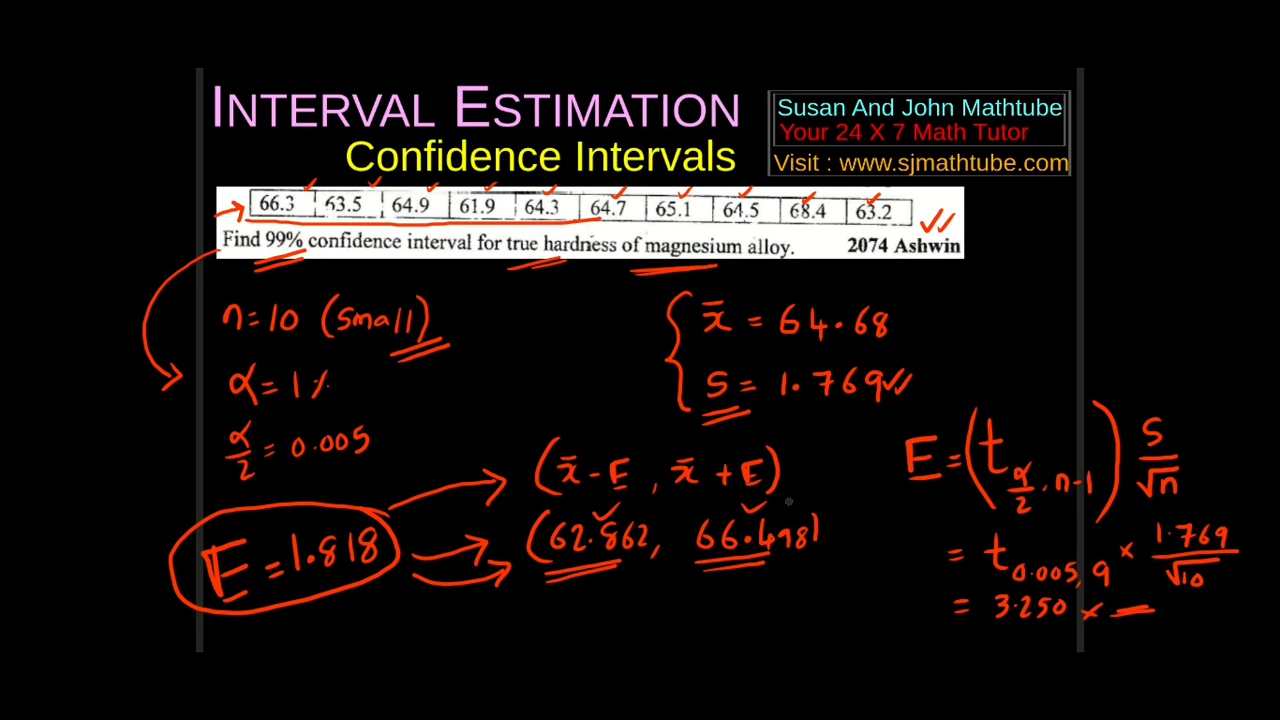 INTERVAL ESTIMATION
Confidence Intervals
Susan And John Mathtube
Your 24 X 7 Math Tutor
Visit : www.sjmathtube.com
66.3 63.5 64.9 61.9 64.3 64.7 65.1 64.5 68.4 63.2
Find 99% confidence interval for true hardness of magnesium alloy. 2074 Ashwin
n = 10 (small)
α = 1%
α/2 = 0.005
x̄ = 64.68
S = 1.769
E = (t α/2, n-1) S/√n
= t 0.005, 9 × 1.769/√10
= 3.250 × —
(x̄ - E, x̄ + E)
(62.862, 66.498)
E = 1.818